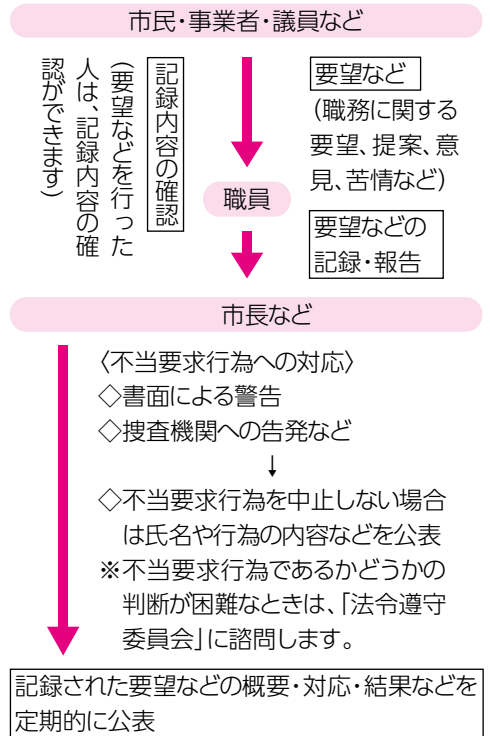 市民・事業者・議員など
記録内容の確認
(要望などを行った
人は、記録内容の確
認ができます)
要望など
(職務に関する
要望、提案、意
見、苦情など)
職員
要望などの
記録・報告
市長など
〈不当要求行為への対応〉
◇書面による警告
◇捜査機関への告発など
↓
◇不当要求行為を中止しない場合
は氏名や行為の内容などを公表
※不当要求行為であるかどうかの
判断が困難なときは、「法令遵守
委員会」に諮問します。
記録された要望などの概要・対応・結果などを
定期的に公表